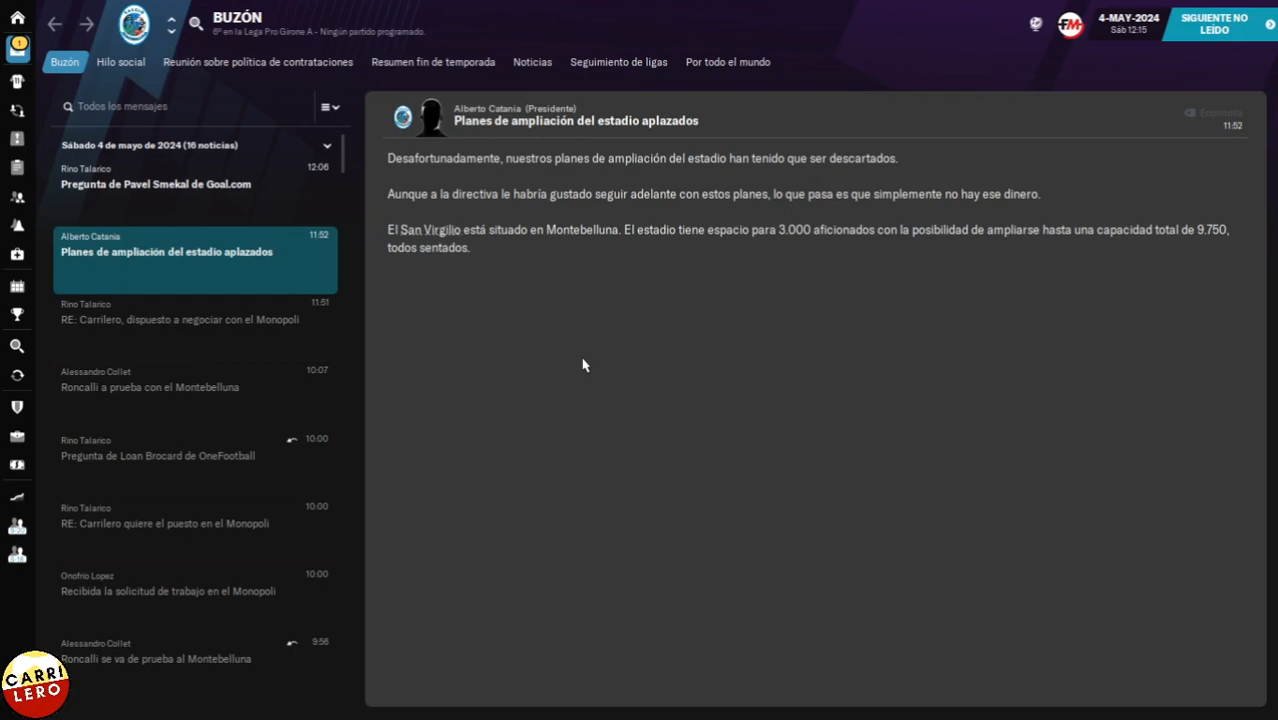 BUZÓN
6º en la Lega Pro Girone A - Ningún partido programado.
4-MAY-2024
Sáb 12:15
SIGUIENTE NO LEÍDO
1
FM
Buzón
Hilo social
Reunión sobre política de contrataciones
Resumen fin de temporada
Noticias
Seguimiento de ligas
Por todo el mundo
Todos los mensajes
Sábado 4 de mayo de 2024 (16 noticias)
Rino Talarico 12:06
Pregunta de Pavel Smekal de Goal.com
Alberto Catania 11:52
Planes de ampliación del estadio aplazados
Rino Talarico 11:51
RE: Carrilero, dispuesto a negociar con el Monopoli
Alessandro Collet 10:07
Roncalli a prueba con el Montebelluna
Rino Talarico 10:00
Pregunta de Loan Brocard de OneFootball
Rino Talarico 10:00
RE: Carrilero quiere el puesto en el Monopoli
Onofrio Lopez 10:00
Recibida la solicitud de trabajo en el Monopoli
Alessandro Collet 9:56
Roncalli se va de prueba al Montebelluna
Alberto Catania (Presidente)
Planes de ampliación del estadio aplazados
Economía
11:52
Desafortunadamente, nuestros planes de ampliación del estadio han tenido que ser descartados.
Aunque a la directiva le habría gustado seguir adelante con estos planes, lo que pasa es que simplemente no hay ese dinero.
El San Virgilio está situado en Montebelluna. El estadio tiene espacio para 3.000 aficionados con la posibilidad de ampliarse hasta una capacidad total de 9.750,
todos sentados.
CARRI
LERO